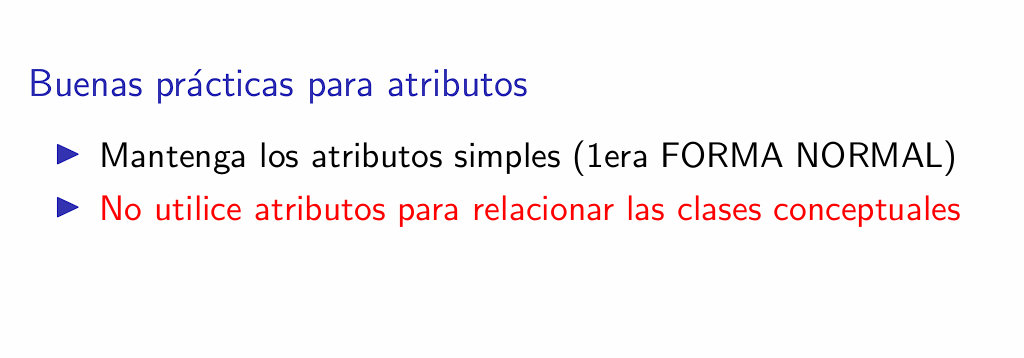 Buenas prácticas para atributos
Mantenga los atributos simples (1era FORMA NORMAL)
No utilice atributos para relacionar las clases conceptuales